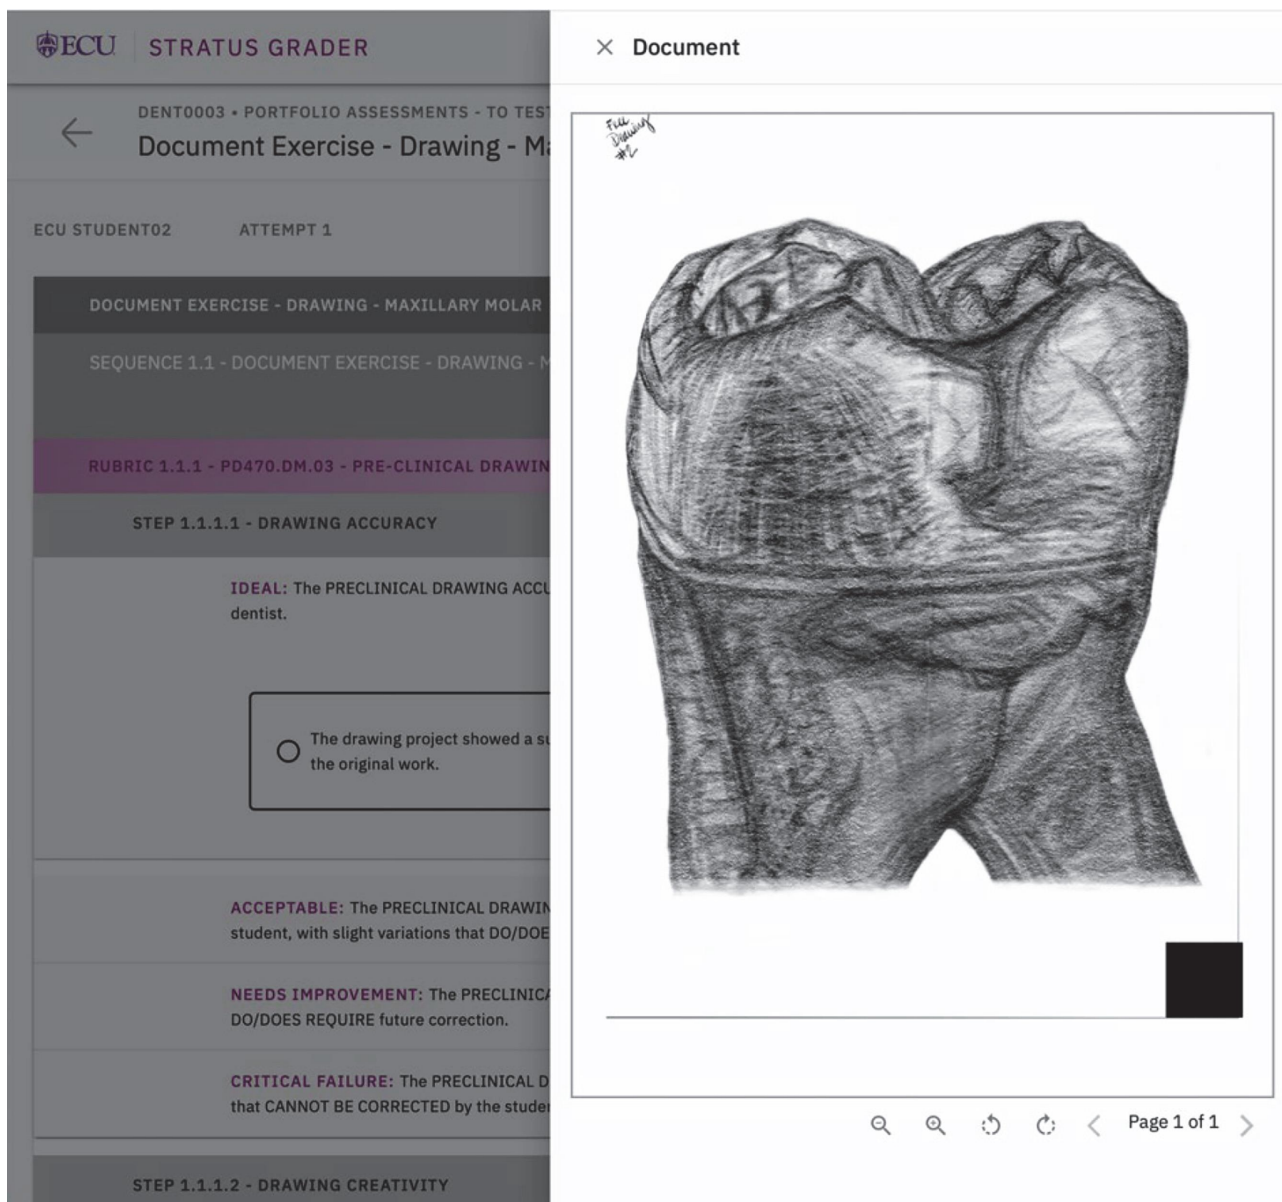 ECU STRATUS GRADER
DENT0003 • PORTFOLIO ASSESSMENTS - TO TEST
Document Exercise - Drawing - Ma
ECU STUDENT02 ATTEMPT 1
DOCUMENT EXERCISE - DRAWING - MAXILLARY MOLAR
SEQUENCE 1.1 - DOCUMENT EXERCISE - DRAWING - M
RUBRIC 1.1.1 - PD470.DM.03 - PRE-CLINICAL DRAWIN
STEP 1.1.1.1 - DRAWING ACCURACY
IDEAL: The PRECLINICAL DRAWING ACCU
dentist.
The drawing project showed a su
the original work.
ACCEPTABLE: The PRECLINICAL DRAWIN
student, with slight variations that DO/DOE
NEEDS IMPROVEMENT: The PRECLINICA
DO/DOES REQUIRE future correction.
CRITICAL FAILURE: The PRECLINICAL D
that CANNOT BE CORRECTED by the studen
STEP 1.1.1.2 - DRAWING CREATIVITY
Document
Full
Drawing
#2
Page 1 of 1